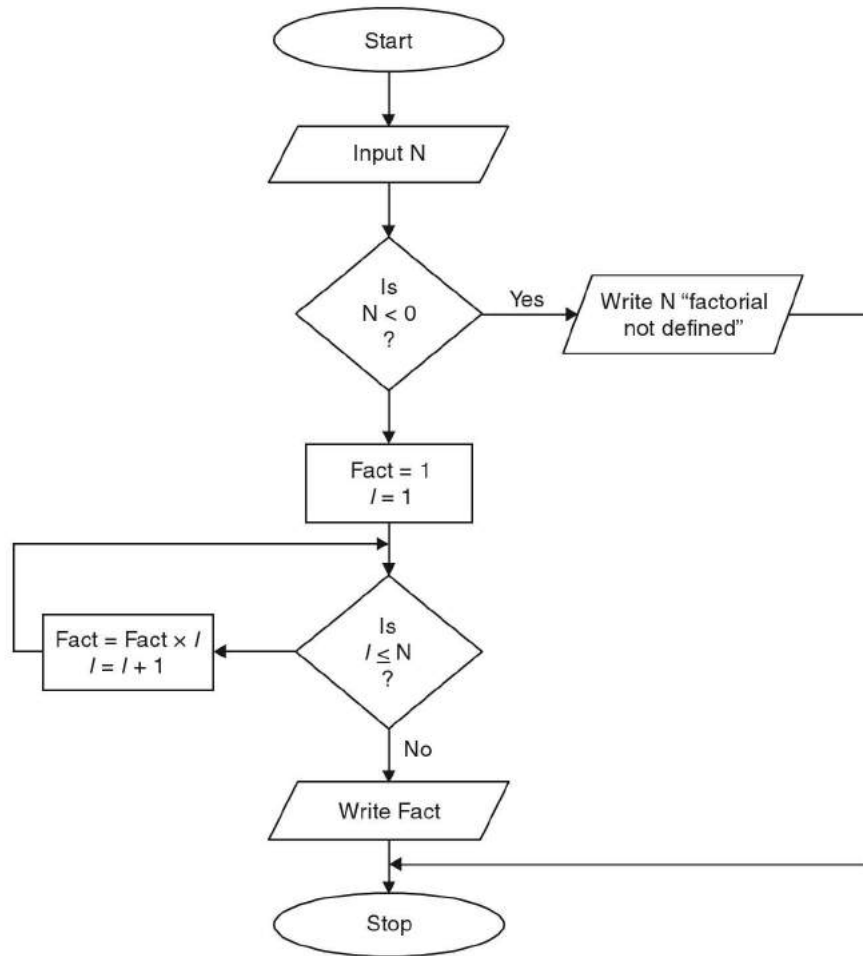 Start
Input N
Is
N < 0
?
Yes
Write N “factorial
not defined”
Fact = 1
I = 1
Is
I ≤ N
?
Fact = Fact × I
I = I + 1
No
Write Fact
Stop